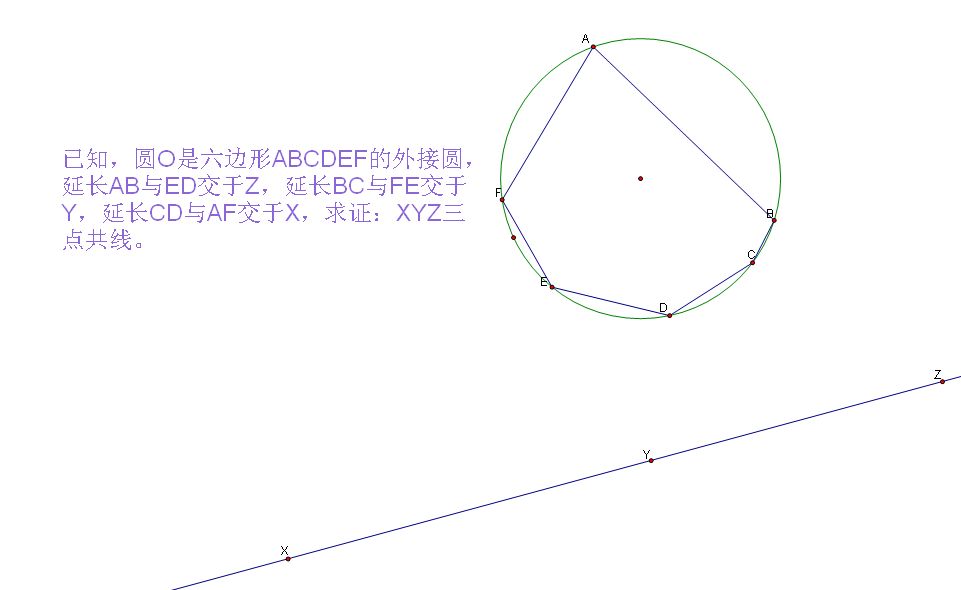 已知，圆O是六边形ABCDEF的外接圆，
延长AB与ED交于Z，延长BC与FE交于
Y，延长CD与AF交于X，求证：XYZ三
点共线。
A
F
B
C
E
D
Z
Y
X